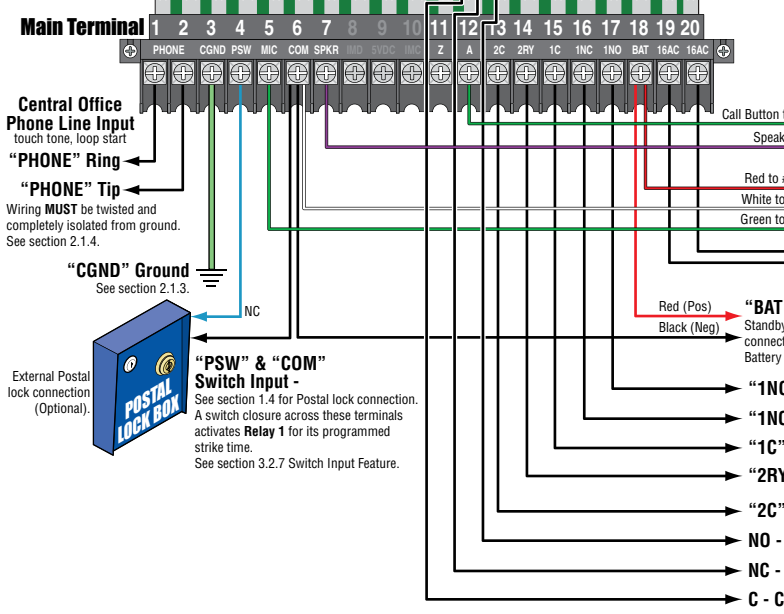 Main Terminal 1 2 3 4 5 6 7 8 9 10 11 12 13 14 15 16 17 18 19 20
PHONE CGND PSW MIC COM SPKR IMD 5VDC IMC Z A 2C 2RY 1C 1NC 1NO BAT 16AC 16AC
Central Office
Phone Line Input
touch tone, loop start
“PHONE” Ring
“PHONE” Tip
Wiring MUST be twisted and
completely isolated from ground.
See section 2.1.4.
“CGND” Ground
See section 2.1.3.
NC
External Postal
lock connection
(Optional).
POSTAL
LOCK BOX
“PSW” & “COM”
Switch Input -
See section 1.4 for Postal lock connection.
A switch closure across these terminals
activates Relay 1 for its programmed
strike time.
See section 3.2.7 Switch Input Feature.
Call Button
Speak
Red to
White to
Green to
Red (Pos)
Black (Neg)
“BAT
Standby
connect
Battery
“1NO
“1NC
“1C”
“2RY
“2C”
NO -
NC -
C - C